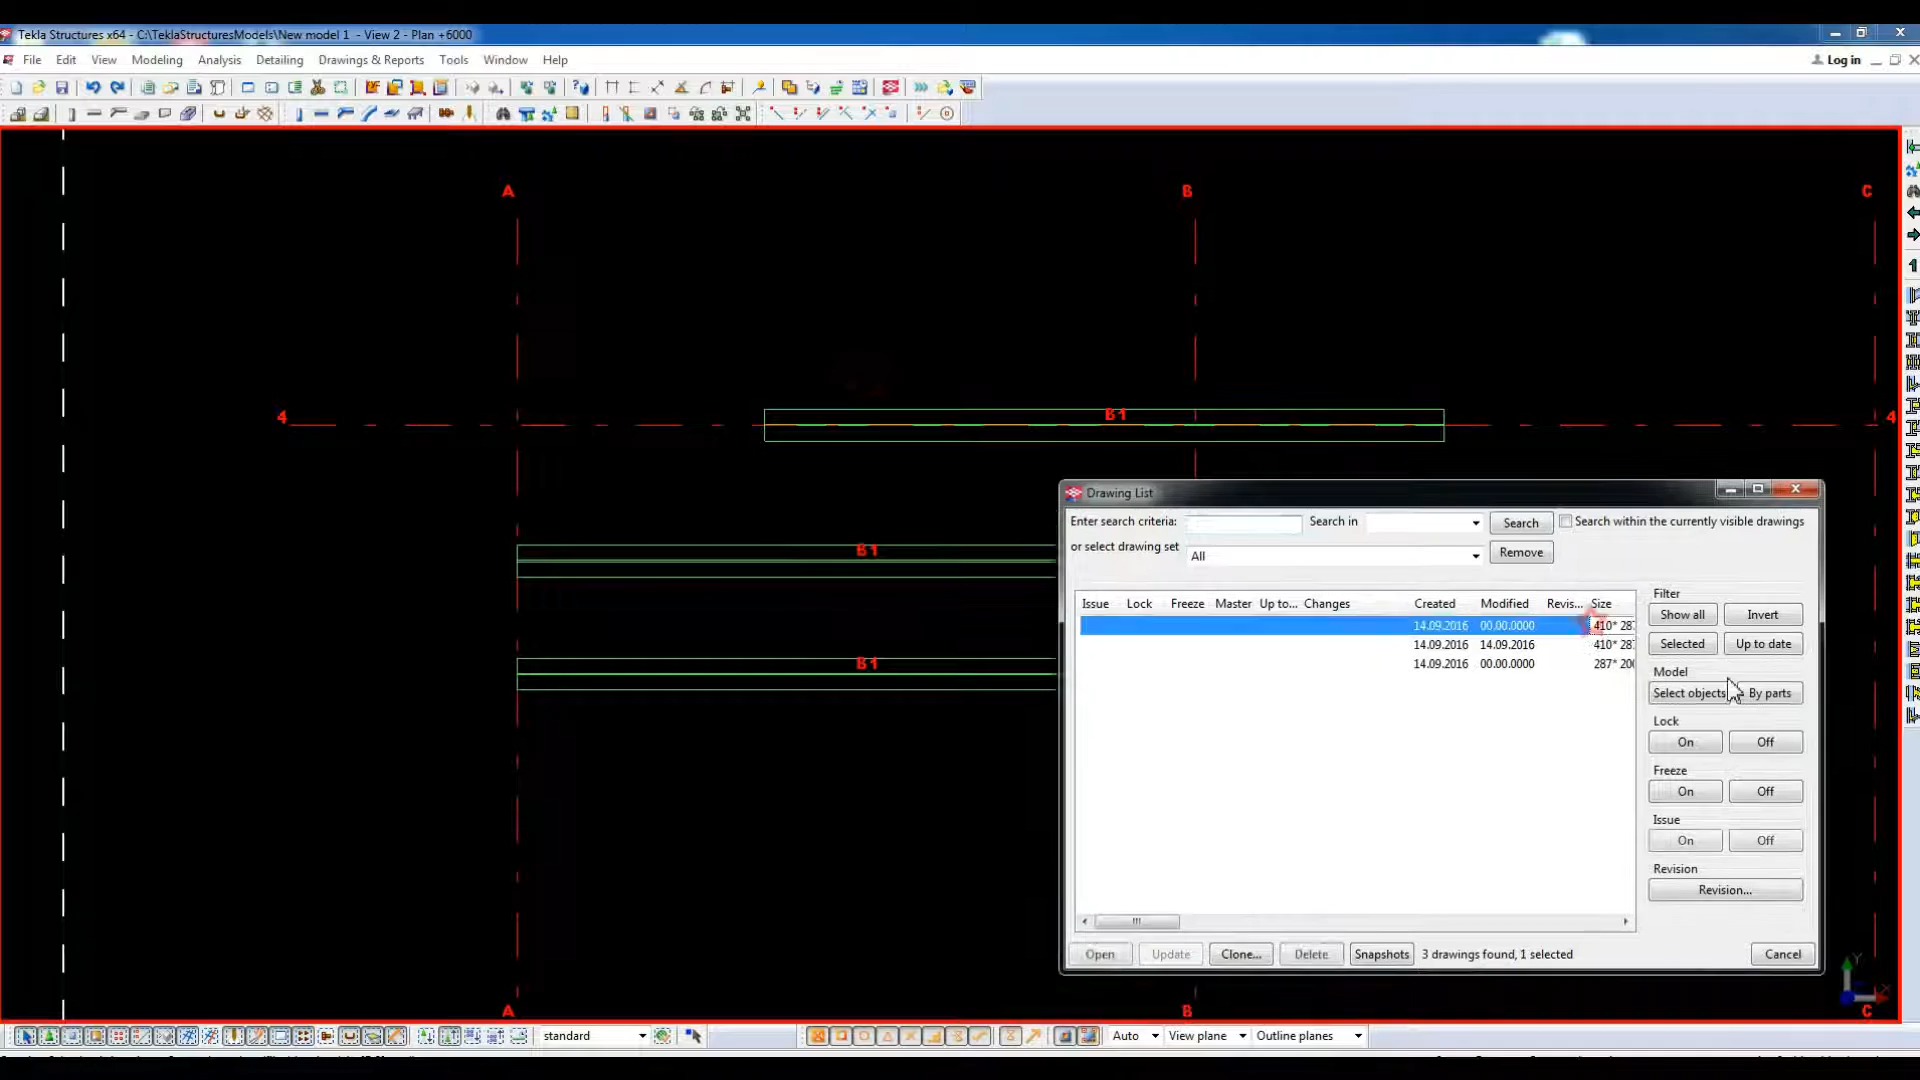 Tekla Structures x64 - C:\TeklaStructuresModels\New model 1 - View 2 - Plan +6000
File Edit View Modeling Analysis Detailing Drawings & Reports Tools Window Help
Log in
A B C
4 B1 4
B1
B1
A B C
Drawing List
Enter search criteria: Search in Search Search within the currently visible drawings
or select drawing set All Remove
Issue Lock Freeze Master Up to... Changes Created Modified Revis... Size
14.09.2016 00.00.0000 410* 287
14.09.2016 14.09.2016 410* 287
14.09.2016 00.00.0000 287* 200
Filter
Show all Invert
Selected Up to date
Model
Select objects By parts
Lock
On Off
Freeze
On Off
Issue
On Off
Revision
Revision...
Open Update Clone... Delete Snapshots 3 drawings found, 1 selected Cancel
Y
standard Auto View plane Outline planes